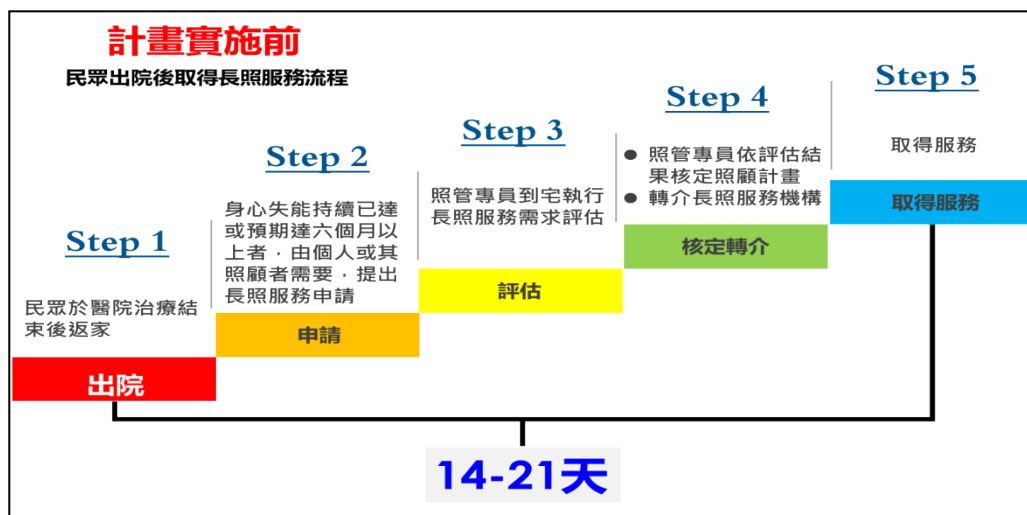 計畫實施前
民眾出院後取得長照服務流程
Step 1
民眾於醫院治療結
束後返家
出院
Step 2
身心失能持續已達
或預期達六個月以
上者，由個人或其
照顧者需要，提出
長照服務申請
申請
Step 3
照管專員到宅執行
長照服務需求評估
評估
Step 4
● 照管專員依評估結
果核定照顧計畫
● 轉介長照服務機構
核定轉介
Step 5
取得服務
取得服務
14-21天